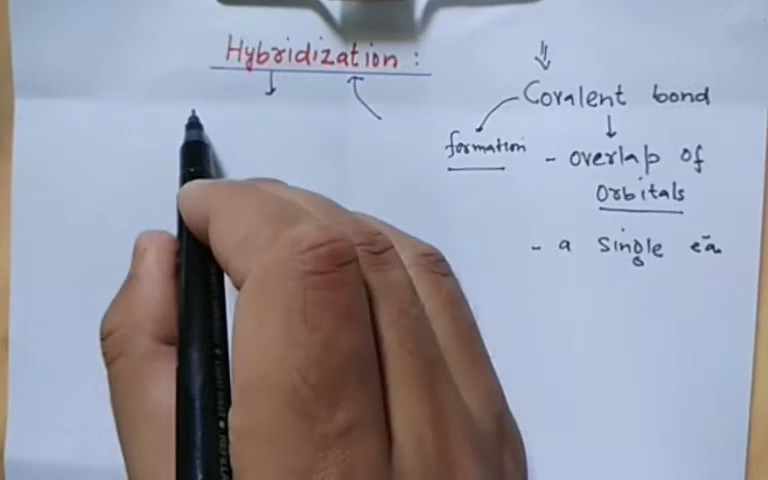 Hybridization :
Covalent bond
formation
- overlap of
orbitals
- a single